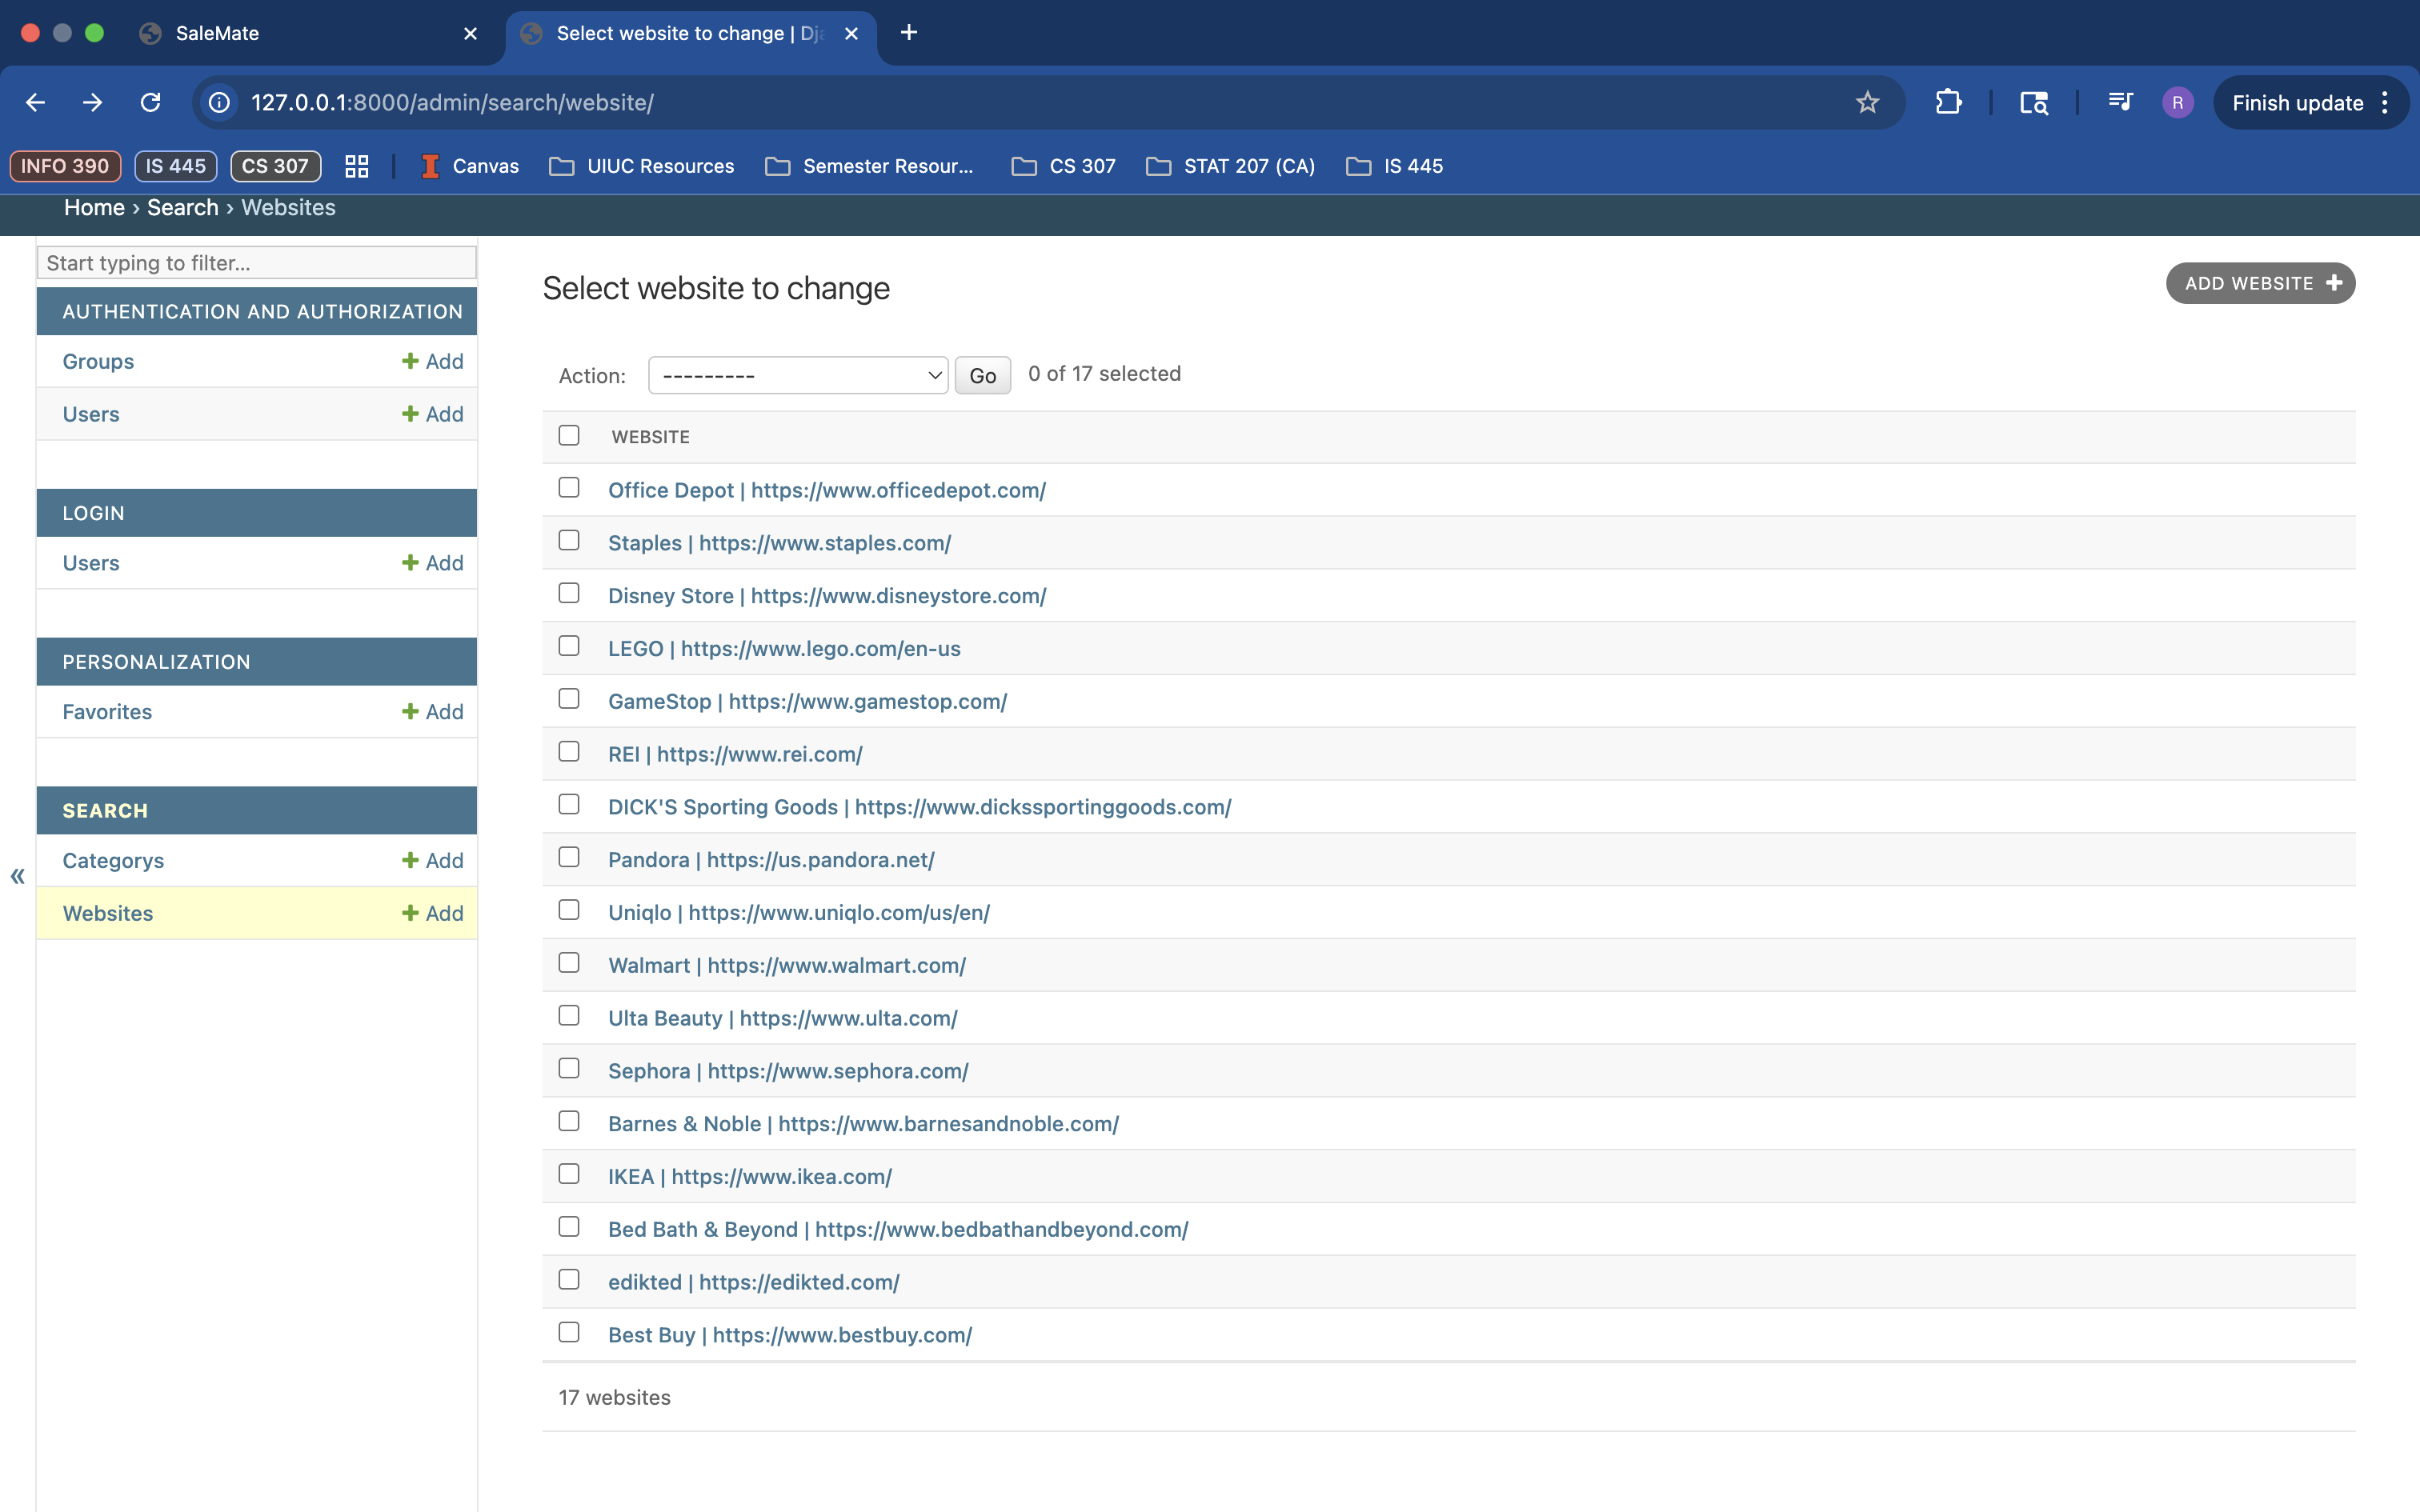 SaleMate
Select website to change | Dja
127.0.0.1:8000/admin/search/website/
R
Finish update
INFO 390
IS 445
CS 307
Canvas
UIUC Resources
Semester Resour...
CS 307
STAT 207 (CA)
IS 445
Home › Search › Websites
Start typing to filter...
AUTHENTICATION AND AUTHORIZATION
Groups + Add
Users + Add
LOGIN
Users + Add
PERSONALIZATION
Favorites + Add
SEARCH
Categorys + Add
Websites + Add
«
Select website to change
ADD WEBSITE +
Action: --------- Go 0 of 17 selected
WEBSITE
Office Depot | https://www.officedepot.com/
Staples | https://www.staples.com/
Disney Store | https://www.disneystore.com/
LEGO | https://www.lego.com/en-us
GameStop | https://www.gamestop.com/
REI | https://www.rei.com/
DICK'S Sporting Goods | https://www.dickssportinggoods.com/
Pandora | https://us.pandora.net/
Uniqlo | https://www.uniqlo.com/us/en/
Walmart | https://www.walmart.com/
Ulta Beauty | https://www.ulta.com/
Sephora | https://www.sephora.com/
Barnes & Noble | https://www.barnesandnoble.com/
IKEA | https://www.ikea.com/
Bed Bath & Beyond | https://www.bedbathandbeyond.com/
edikted | https://edikted.com/
Best Buy | https://www.bestbuy.com/
17 websites